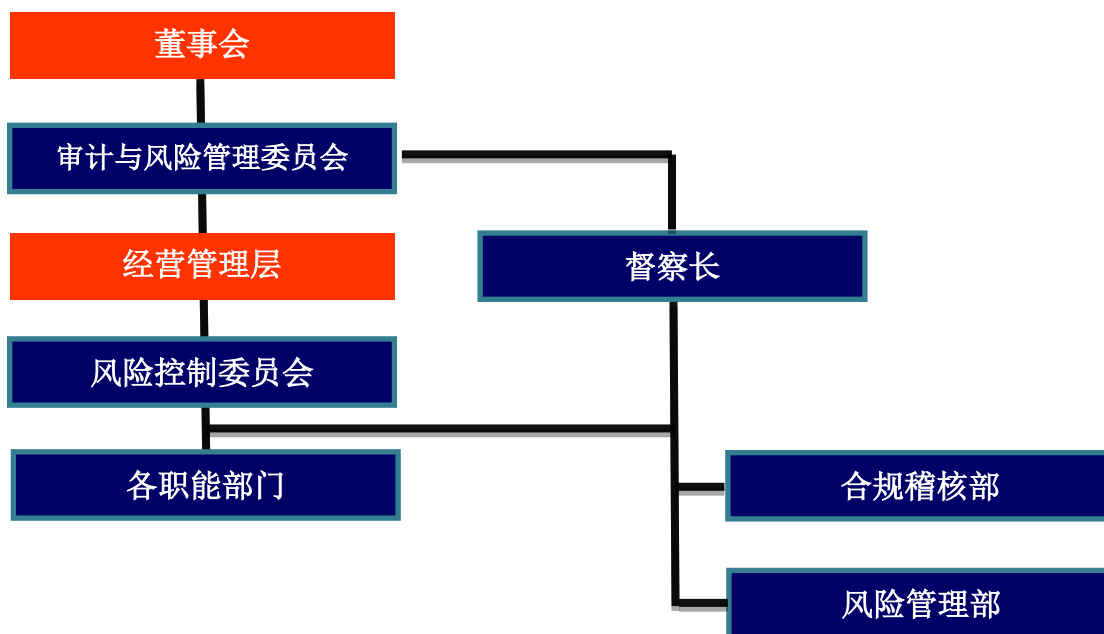 董事会
审计与风险管理委员会
经营管理层
督察长
风险控制委员会
各职能部门
合规稽核部
风险管理部